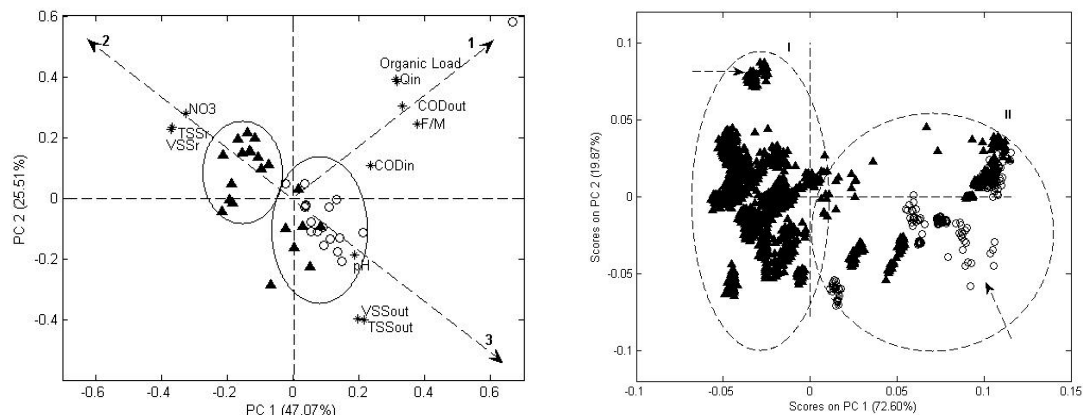 0.6
0.4
0.2
0
-0.2
-0.4
PC 2 (25.51%)
2
1
3
Organic Load
Qin
CODout
F/M
CODin
NO3
TSSr
VSSr
pH
VSSout
TSSout
-0.6 -0.4 -0.2 0 0.2 0.4 0.6
PC 1 (47.07%)
0.1
0.05
0
-0.05
-0.1
Scores on PC 2 (19.87%)
I
II
-0.1 -0.05 0 0.05 0.1 0.15
Scores on PC 1 (72.60%)